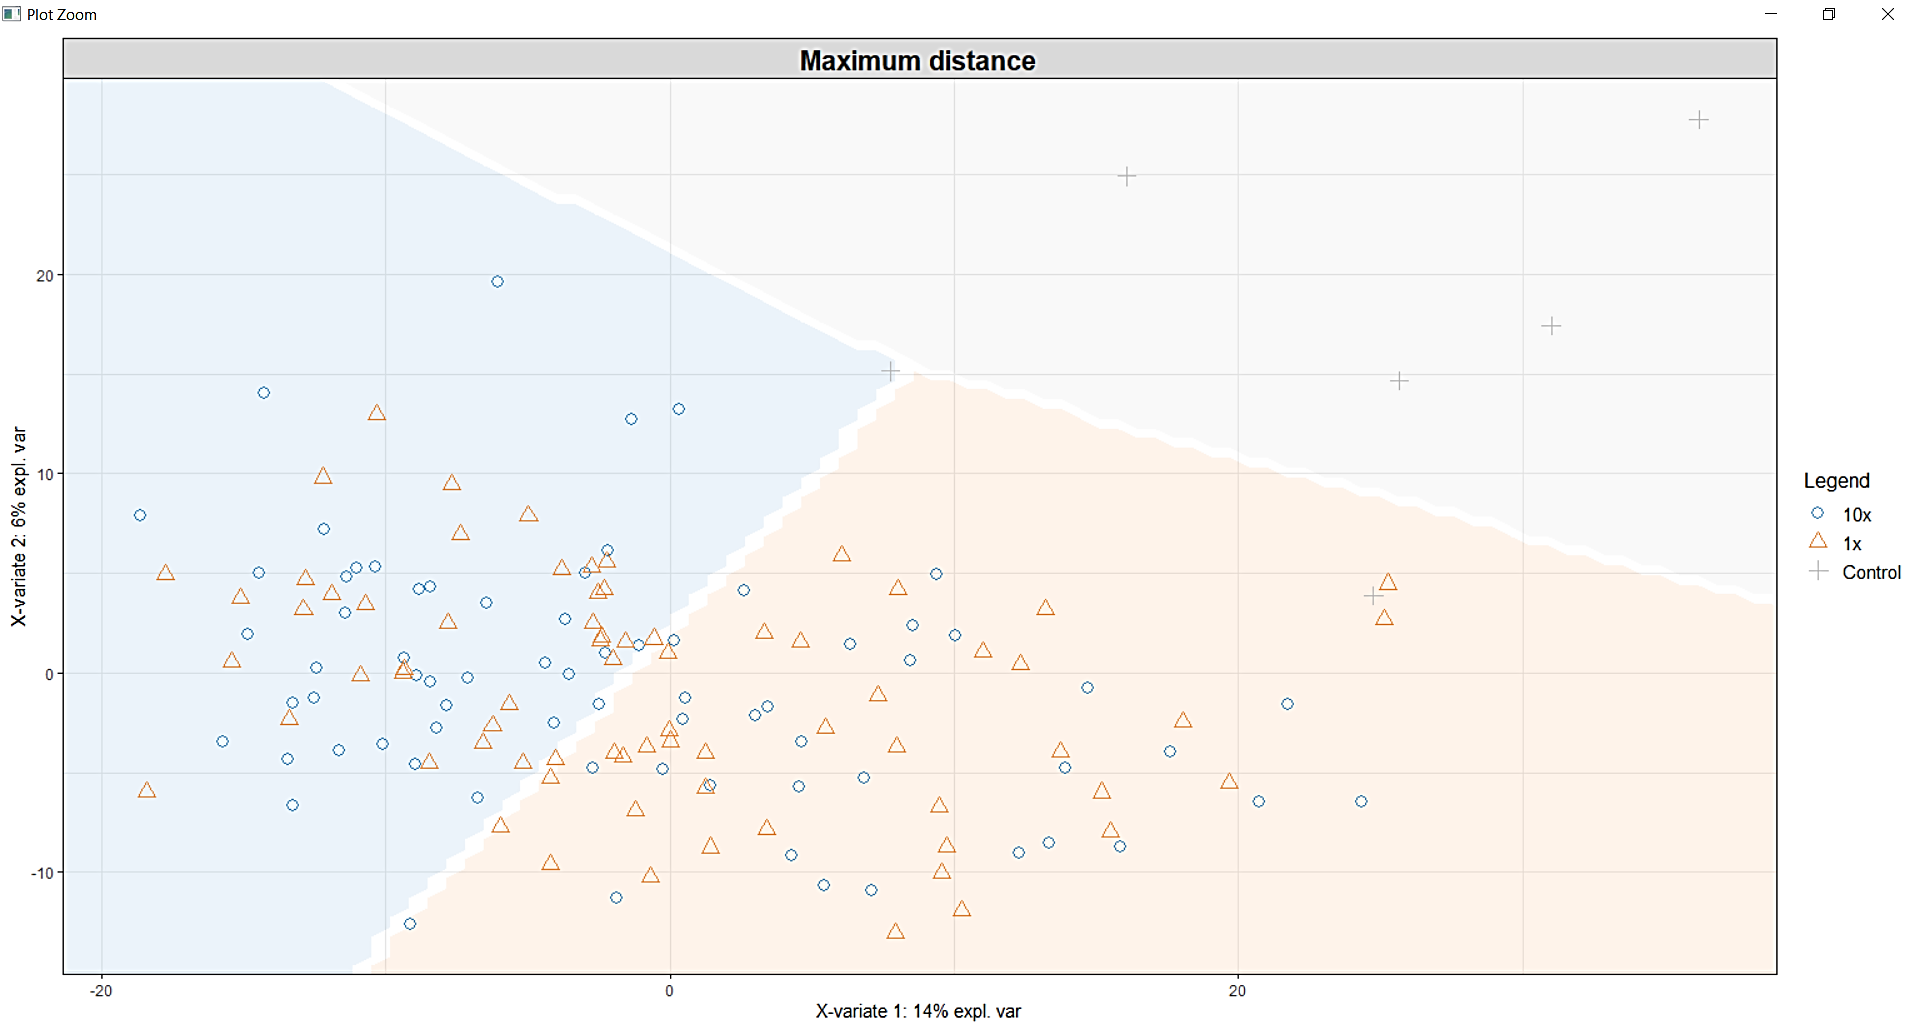 Plot Zoom
Maximum distance
X-variate 2: 6% expl. var
20
10
0
-10
-20
0
20
X-variate 1: 14% expl. var
Legend
10x
1x
Control